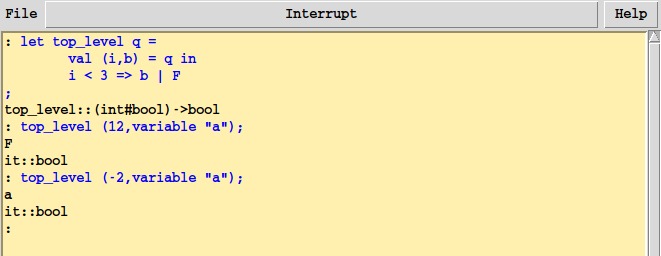 File Interrupt Help
: let top_level q =
val (i,b) = q in
i < 3 => b | F
;
top_level::(int#bool)->bool
: top_level (12,variable "a");
F
it::bool
: top_level (-2,variable "a");
a
it::bool
: